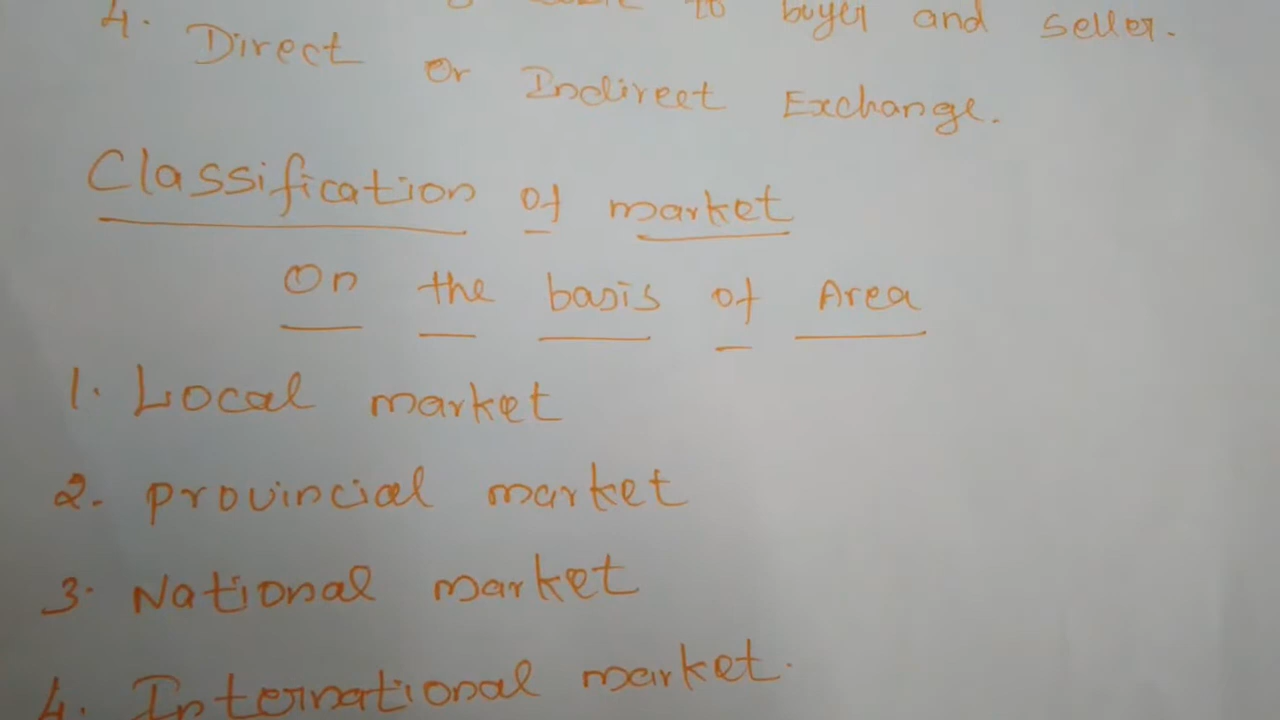 to buyer and seller.
4. Direct or Indirect Exchange.
Classification of market
On the basis of Area
1. Local market
2. Provincial market
3. National market
4. International market.